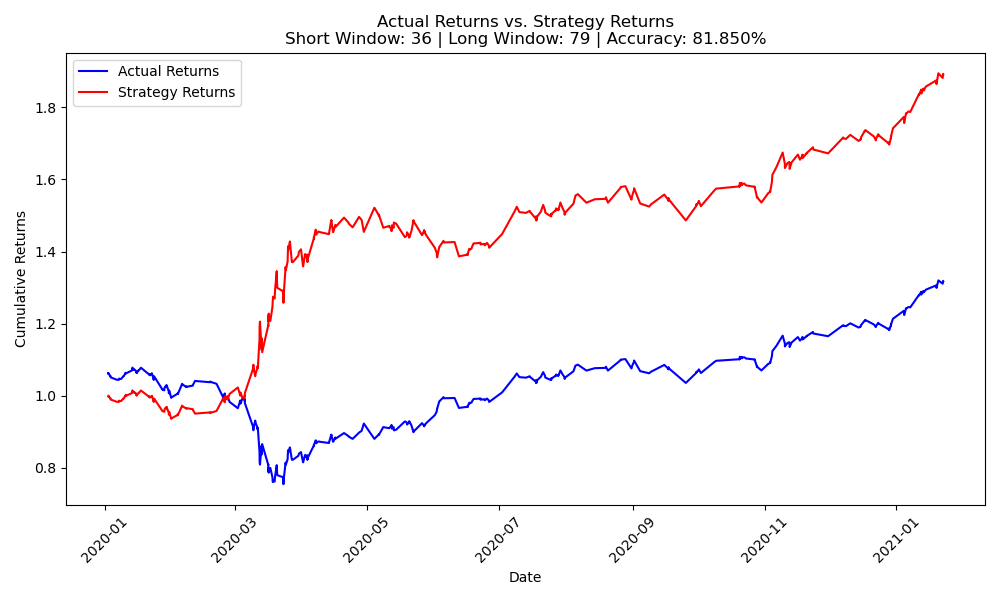 Actual Returns vs. Strategy Returns
Short Window: 36 | Long Window: 79 | Accuracy: 81.850%
Actual Returns
Strategy Returns
Cumulative Returns
1.8
1.6
1.4
1.2
1.0
0.8
2020-01
2020-03
2020-05
2020-07
2020-09
2020-11
2021-01
Date